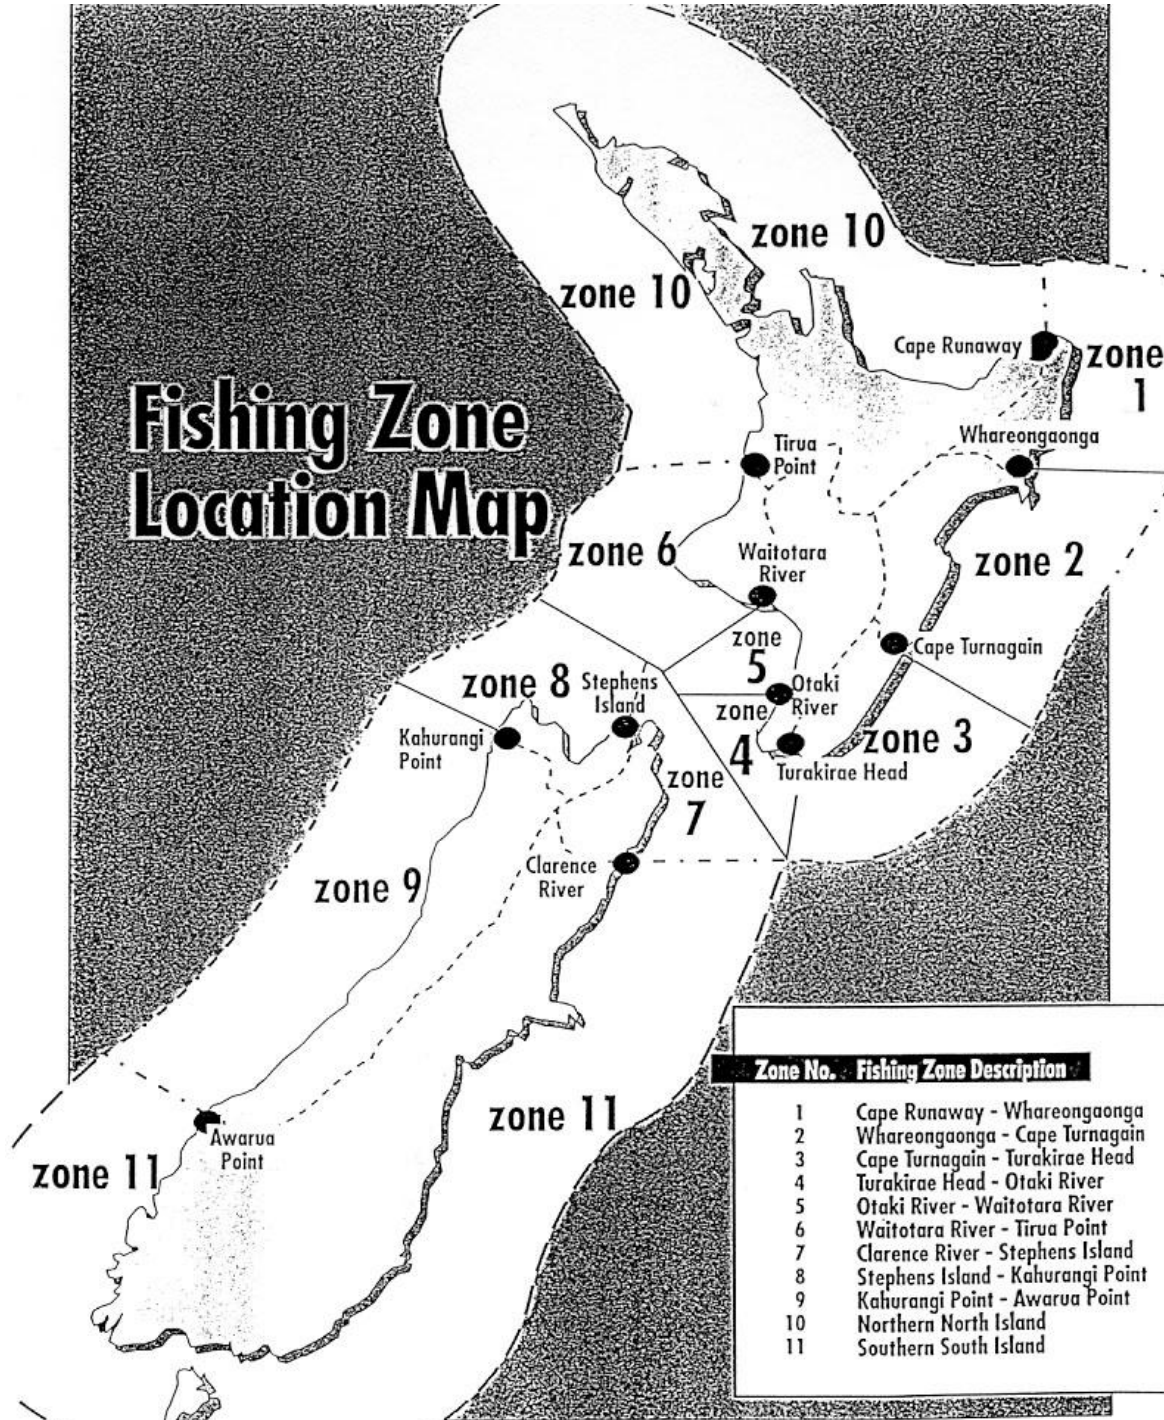 zone 10
zone 10
Cape Runaway
zone
1
Fishing Zone
Location Map
Tirua
Point
Whareongaonga
zone 6
Waitotara
River
zone 2
zone
5
Cape Turnagain
zone 8
Stephens
Island
Otaki
River
zone
4
Kahurangi
Point
zone 3
Turakirae Head
zone
7
Clarence
River
zone 9
Zone No. Fishing Zone Description
1 Cape Runaway - Whareongaonga
2 Whareongaonga - Cape Turnagain
3 Cape Turnagain - Turakirae Head
4 Turakirae Head - Otaki River
5 Otaki River - Waitotara River
6 Waitotara River - Tirua Point
7 Clarence River - Stephens Island
8 Stephens Island - Kahurangi Point
9 Kahurangi Point - Awarua Point
10 Northern North Island
11 Southern South Island
zone 11
Awarua
Point
zone 11